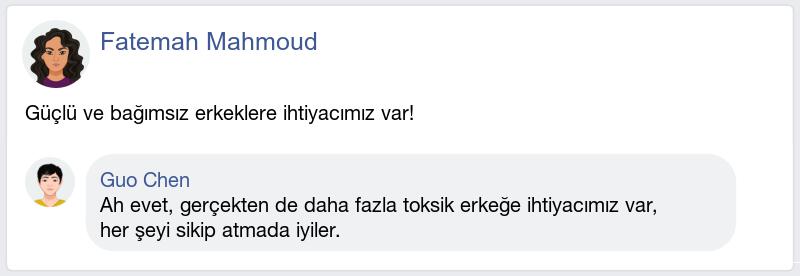 Fatemah Mahmoud
Güçlü ve bağımsız erkeklere ihtiyacımız var!
Guo Chen
Ah evet, gerçekten de daha fazla toksik erkeğe ihtiyacımız var,
her şeyi sikip atmada iyiler.